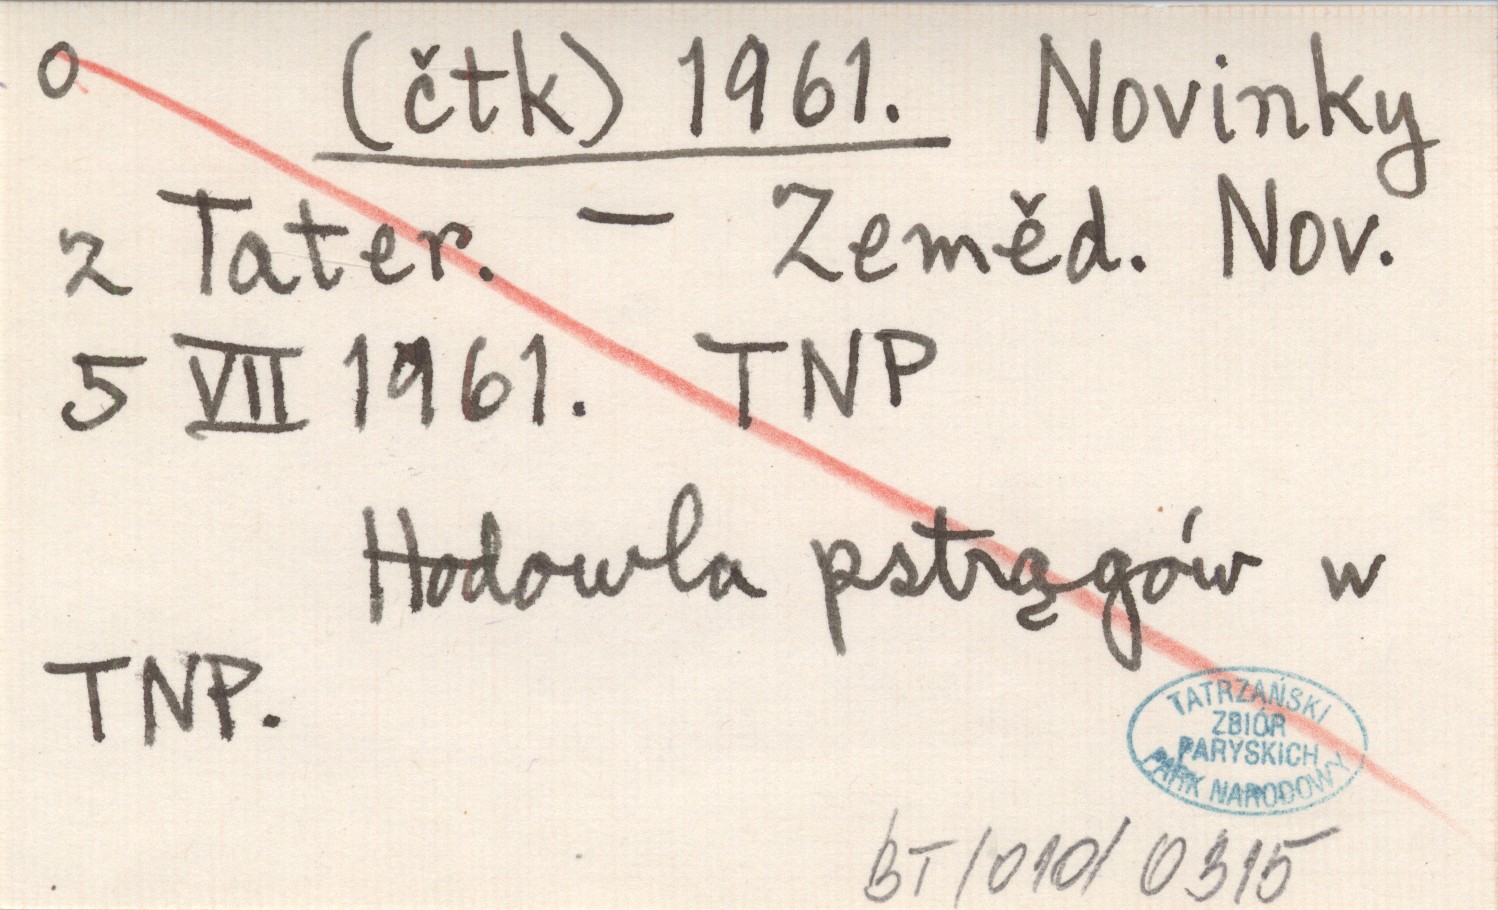 0 (čtk) 1961. Novinky
z Tater. — Zeměd. Nov.
5 VII 1961. TNP
Hodowla pstrągów w
TNP.
TATRZAŃSKI
ZBIÓR
PARYSKICH
PARK NARODOWY
BT/010/0315